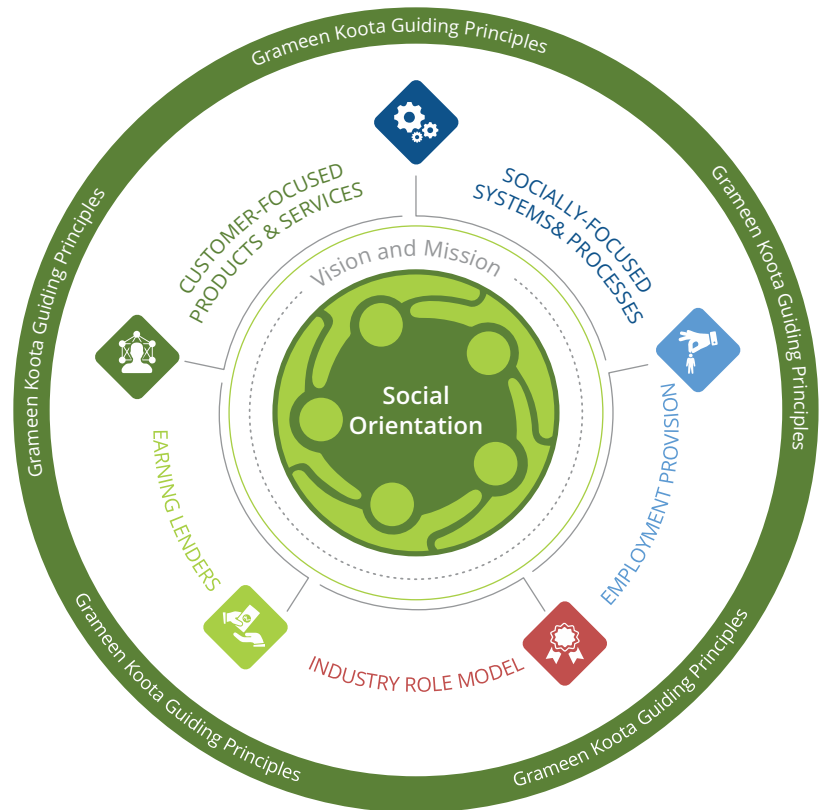 Grameen Koota Guiding Principles
Grameen Koota Guiding Principles
Grameen Koota Guiding Principles
Grameen Koota Guiding Principles
Grameen Koota Guiding Principles
CUSTOMER-FOCUSED
PRODUCTS & SERVICES
SOCIALLY-FOCUSED
SYSTEMS& PROCESSES
Vision and Mission
Social
Orientation
EARNING LENDERS
EMPLOYMENT PROVISION
INDUSTRY ROLE MODEL